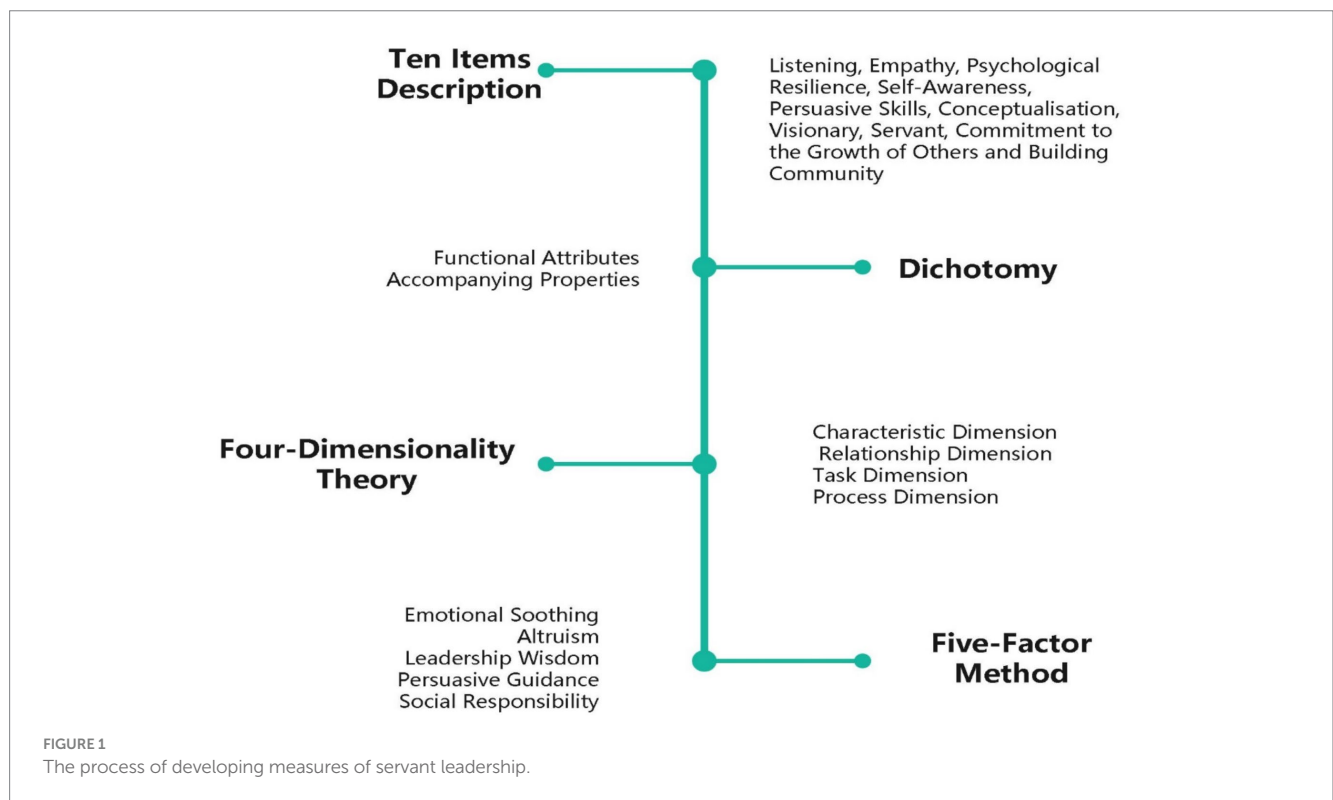 Ten Items
Description
Listening, Empathy, Psychological
Resilience, Self-Awareness,
Persuasive Skills, Conceptualisation,
Visionary, Servant, Commitment to
the Growth of Others and Building
Community
Functional Attributes
Accompanying Properties
Dichotomy
Four-Dimensionality
Theory
Characteristic Dimension
Relationship Dimension
Task Dimension
Process Dimension
Emotional Soothing
Altruism
Leadership Wisdom
Persuasive Guidance
Social Responsibility
Five-Factor
Method
FIGURE 1
The process of developing measures of servant leadership.